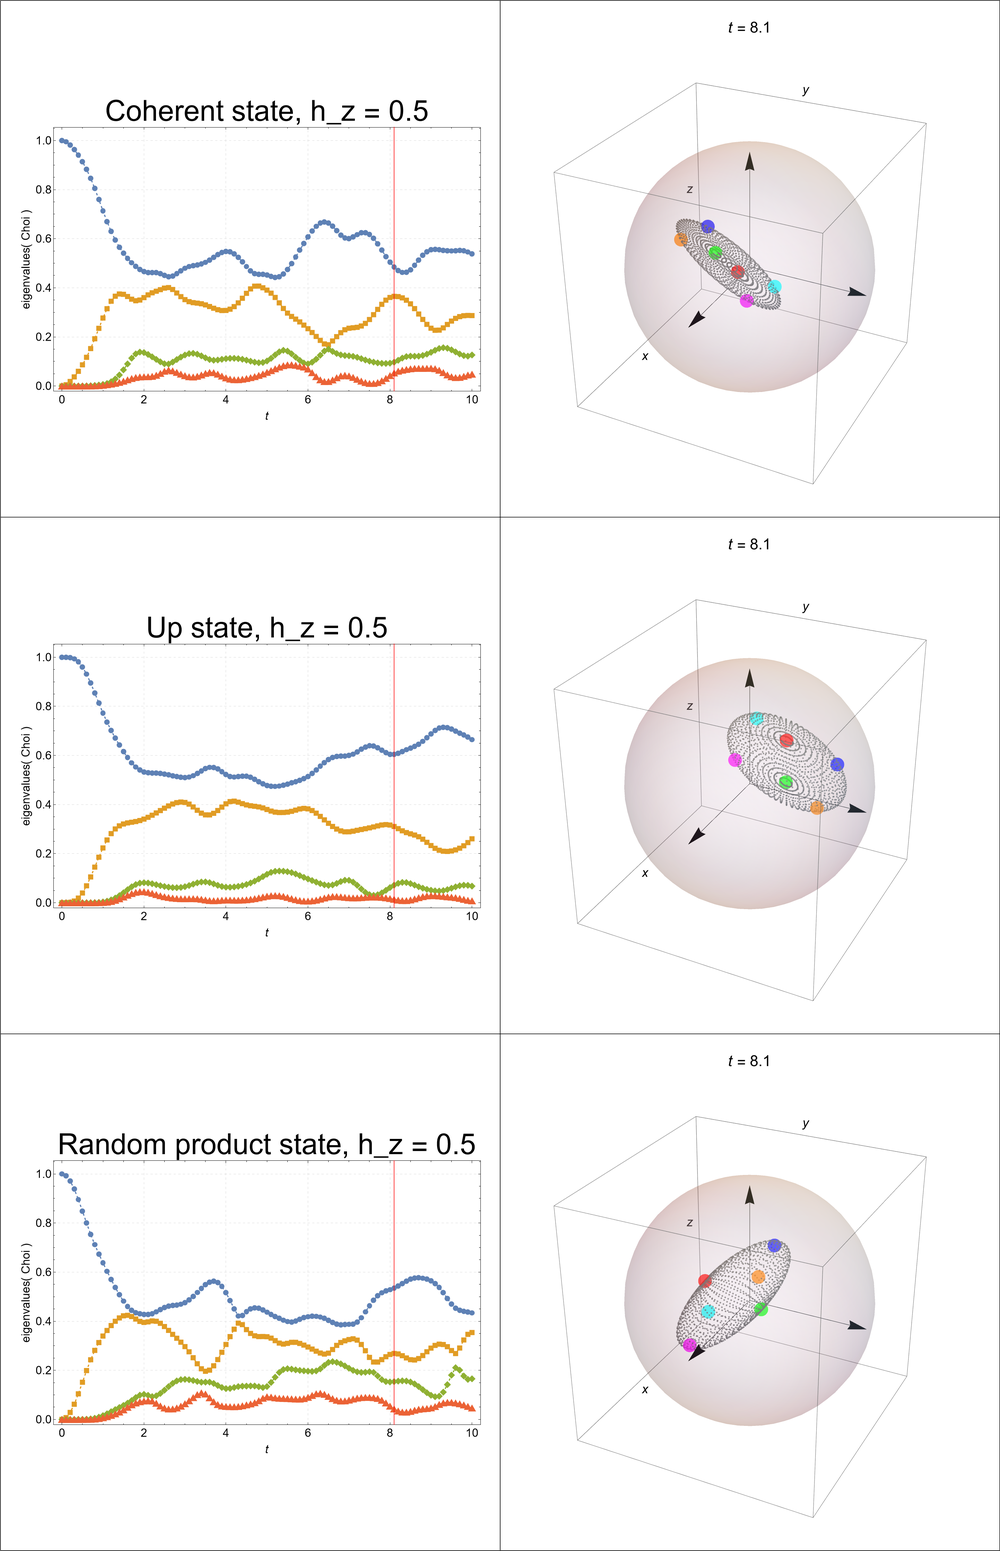 t = 8.1
y
Coherent state, h_z = 0.5
1.0
0.8
0.6
0.4
0.2
0.0
eigenvalues( Choi )
0 2 4 6 8 10
t
z
x
t = 8.1
y
Up state, h_z = 0.5
1.0
0.8
0.6
0.4
0.2
0.0
eigenvalues( Choi )
0 2 4 6 8 10
t
z
x
t = 8.1
y
Random product state, h_z = 0.5
1.0
0.8
0.6
0.4
0.2
0.0
eigenvalues( Choi )
0 2 4 6 8 10
t
z
x